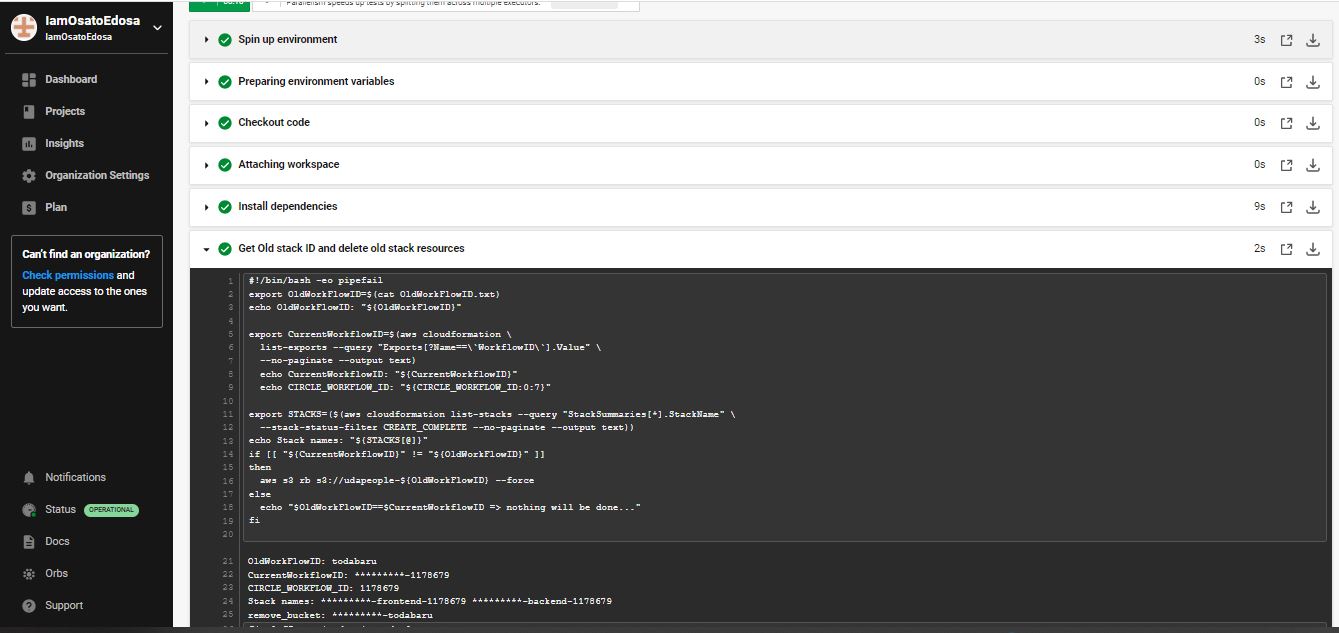 IamOsatoEdosa
IamOsatoEdosa
Dashboard
Projects
Insights
Organization Settings
Plan
Can't find an organization?
Check permissions and
update access to the ones
you want.
Notifications
Status OPERATIONAL
Docs
Orbs
Support
Parallelism speeds up tests by splitting them across multiple executors.
Spin up environment 3s
Preparing environment variables 0s
Checkout code 0s
Attaching workspace 0s
Install dependencies 9s
Get Old stack ID and delete old stack resources 2s
1 #!/bin/bash -eo pipefail
2 export OldWorkFlowID=$(cat OldWorkFlowID.txt)
3 echo OldWorkFlowID: "${OldWorkFlowID}"
4
5 export CurrentWorkflowID=$(aws cloudformation \
6 list-exports --query "Exports[?Name==\`WorkflowID\`].Value" \
7 --no-paginate --output text)
8 echo CurrentWorkflowID: "${CurrentWorkflowID}"
9 echo CIRCLE_WORKFLOW_ID: "${CIRCLE_WORKFLOW_ID:0:7}"
10
11 export STACKS=($(aws cloudformation list-stacks --query "StackSummaries[*].StackName" \
12 --stack-status-filter CREATE_COMPLETE --no-paginate --output text))
13 echo Stack names: "${STACKS[@]}"
14 if [[ "${CurrentWorkflowID}" != "${OldWorkFlowID}" ]]
15 then
16 aws s3 rb s3://udapeople-${OldWorkFlowID} --force
17 else
18 echo "$OldWorkFlowID==$CurrentWorkflowID => nothing will be done..."
19 fi
20
21 OldWorkFlowID: todabaru
22 CurrentWorkflowID: *********-1178679
23 CIRCLE_WORKFLOW_ID: 1178679
24 Stack names: *********-frontend-1178679 *********-backend-1178679
25 remove_bucket: *********-todabaru